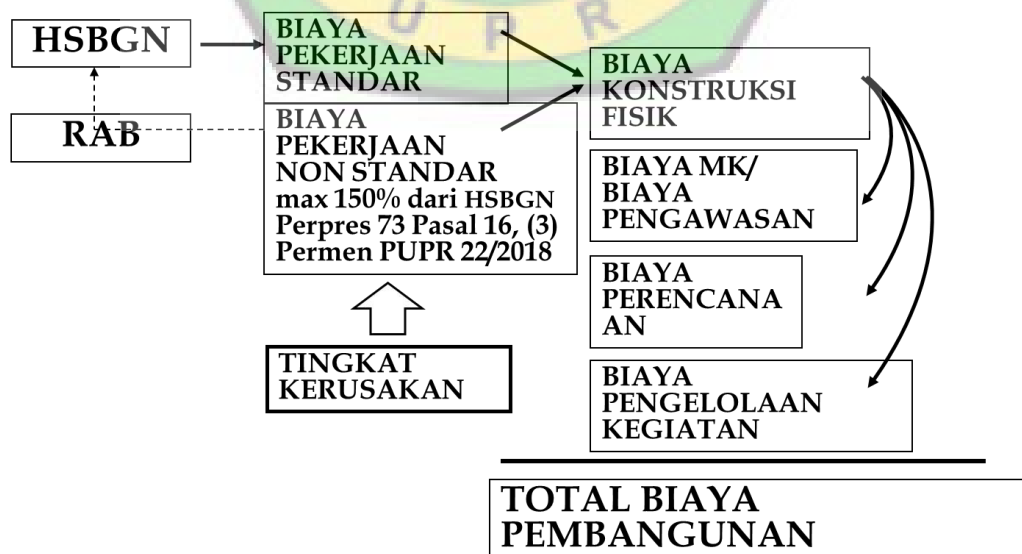 UPR
HSBGN
RAB
BIAYA
PEKERJAAN
STANDAR
BIAYA
PEKERJAAN
NON STANDAR
max 150% dari HSBGN
Perpres 73 Pasal 16, (3)
Permen PUPR 22/2018
TINGKAT
KERUSAKAN
BIAYA
KONSTRUKSI
FISIK
BIAYA MK/
BIAYA
PENGAWASAN
BIAYA
PERENCANA
AN
BIAYA
PENGELOLAAN
KEGIATAN
TOTAL BIAYA
PEMBANGUNAN